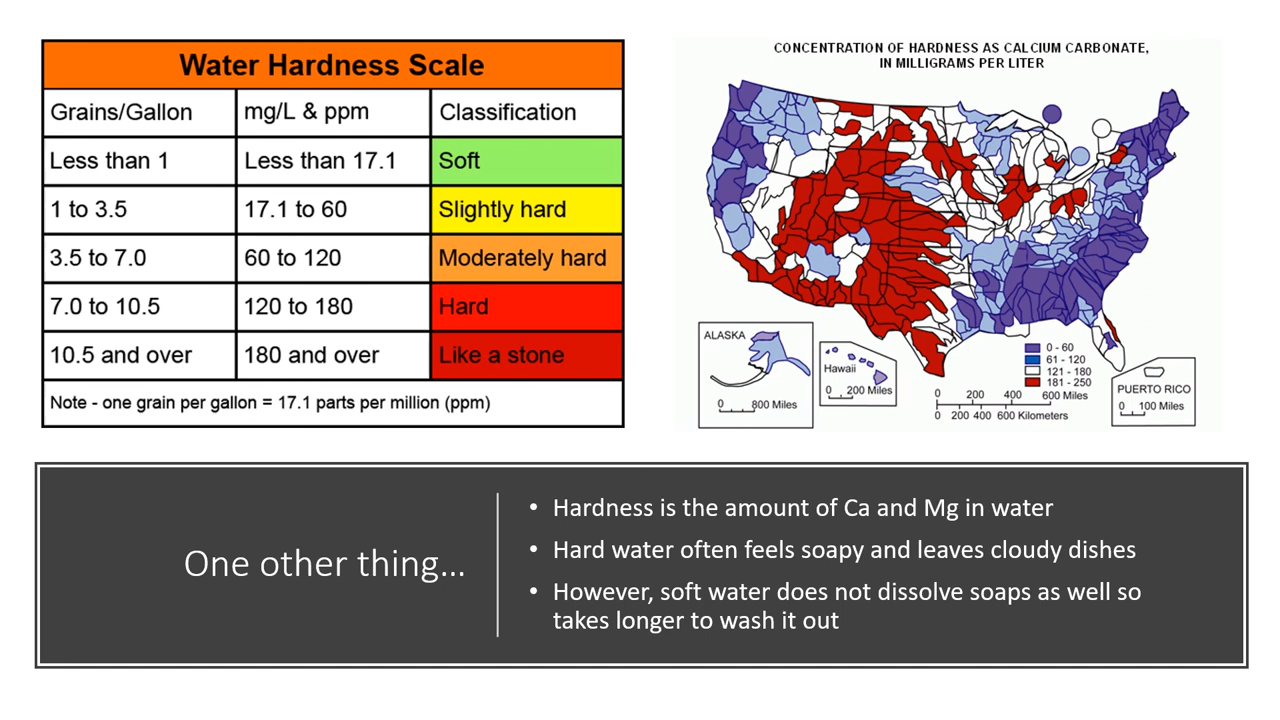 Water Hardness Scale
Grains/Gallon mg/L & ppm Classification
Less than 1 Less than 17.1 Soft
1 to 3.5 17.1 to 60 Slightly hard
3.5 to 7.0 60 to 120 Moderately hard
7.0 to 10.5 120 to 180 Hard
10.5 and over 180 and over Like a stone
Note - one grain per gallon = 17.1 parts per million (ppm)
CONCENTRATION OF HARDNESS AS CALCIUM CARBONATE,
IN MILLIGRAMS PER LITER
ALASKA
0 800 Miles
Hawaii
0 200 Miles
0 - 60
61 - 120
121 - 180
181 - 250
0 200 400 600 Miles
0 200 400 600 Kilometers
PUERTO RICO
0 100 Miles
One other thing...
• Hardness is the amount of Ca and Mg in water
• Hard water often feels soapy and leaves cloudy dishes
• However, soft water does not dissolve soaps as well so
takes longer to wash it out